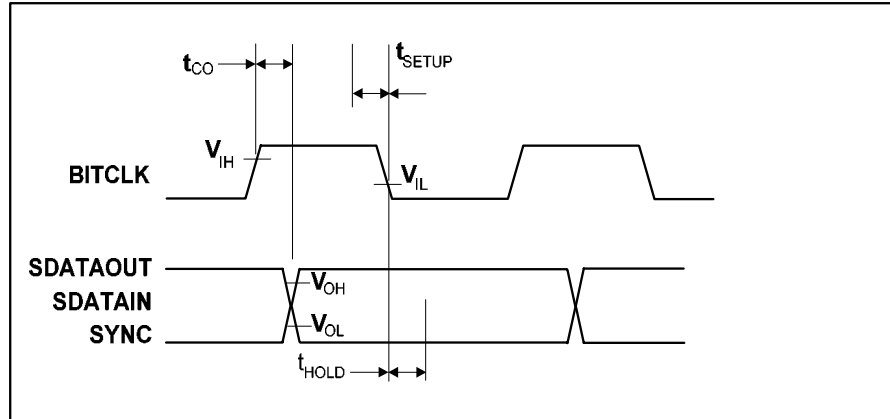 tCO
tSETUP
VIH
BITCLK
VIL
SDATAOUT
VOH
SDATAIN
SYNC
VOL
tHOLD